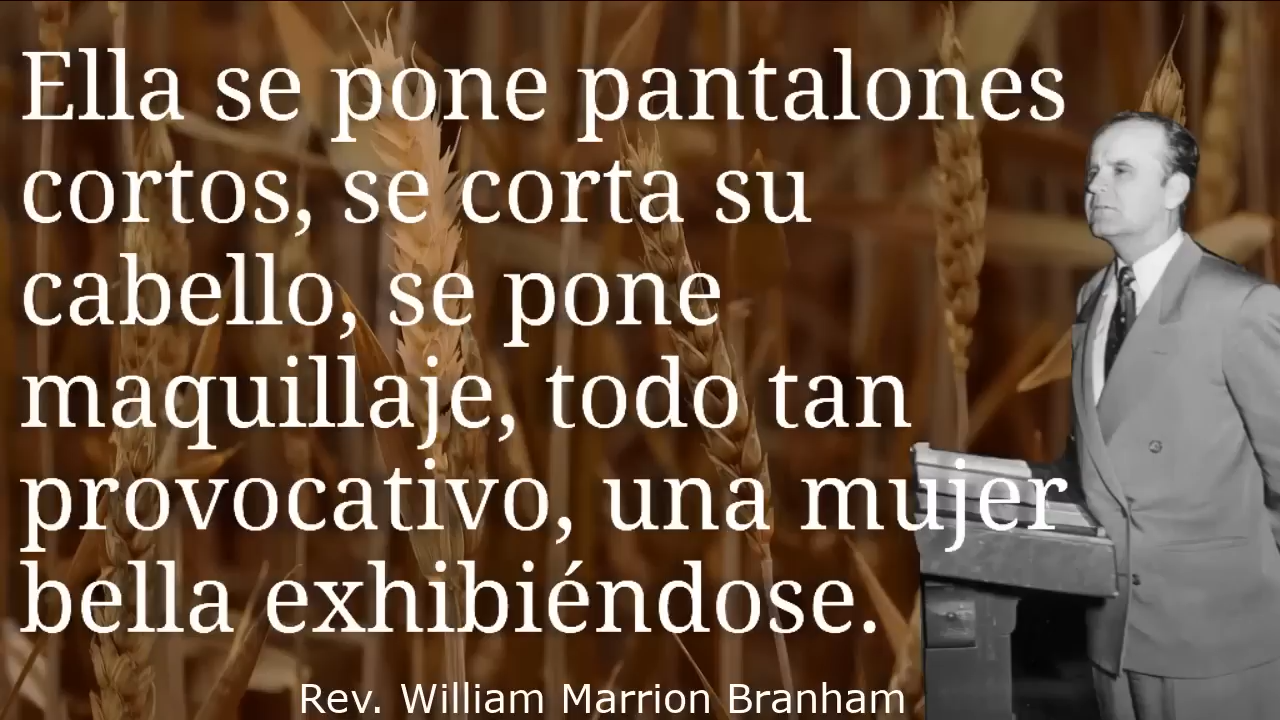 Ella se pone pantalones
cortos, se corta su
cabello, se pone
maquillaje, todo tan
provocativo, una mujer
bella exhibiéndose.
Rev. William Marrion Branham